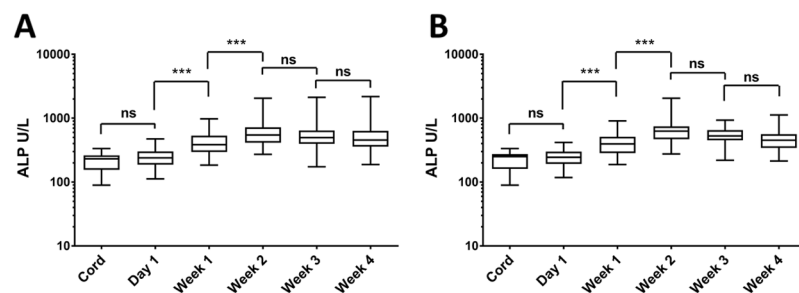 A
ALP U/L
10000
1000
100
10
ns
***
***
ns
ns
Cord
Day 1
Week 1
Week 2
Week 3
Week 4
B
ALP U/L
10000
1000
100
10
ns
***
***
ns
ns
Cord
Day 1
Week 1
Week 2
Week 3
Week 4